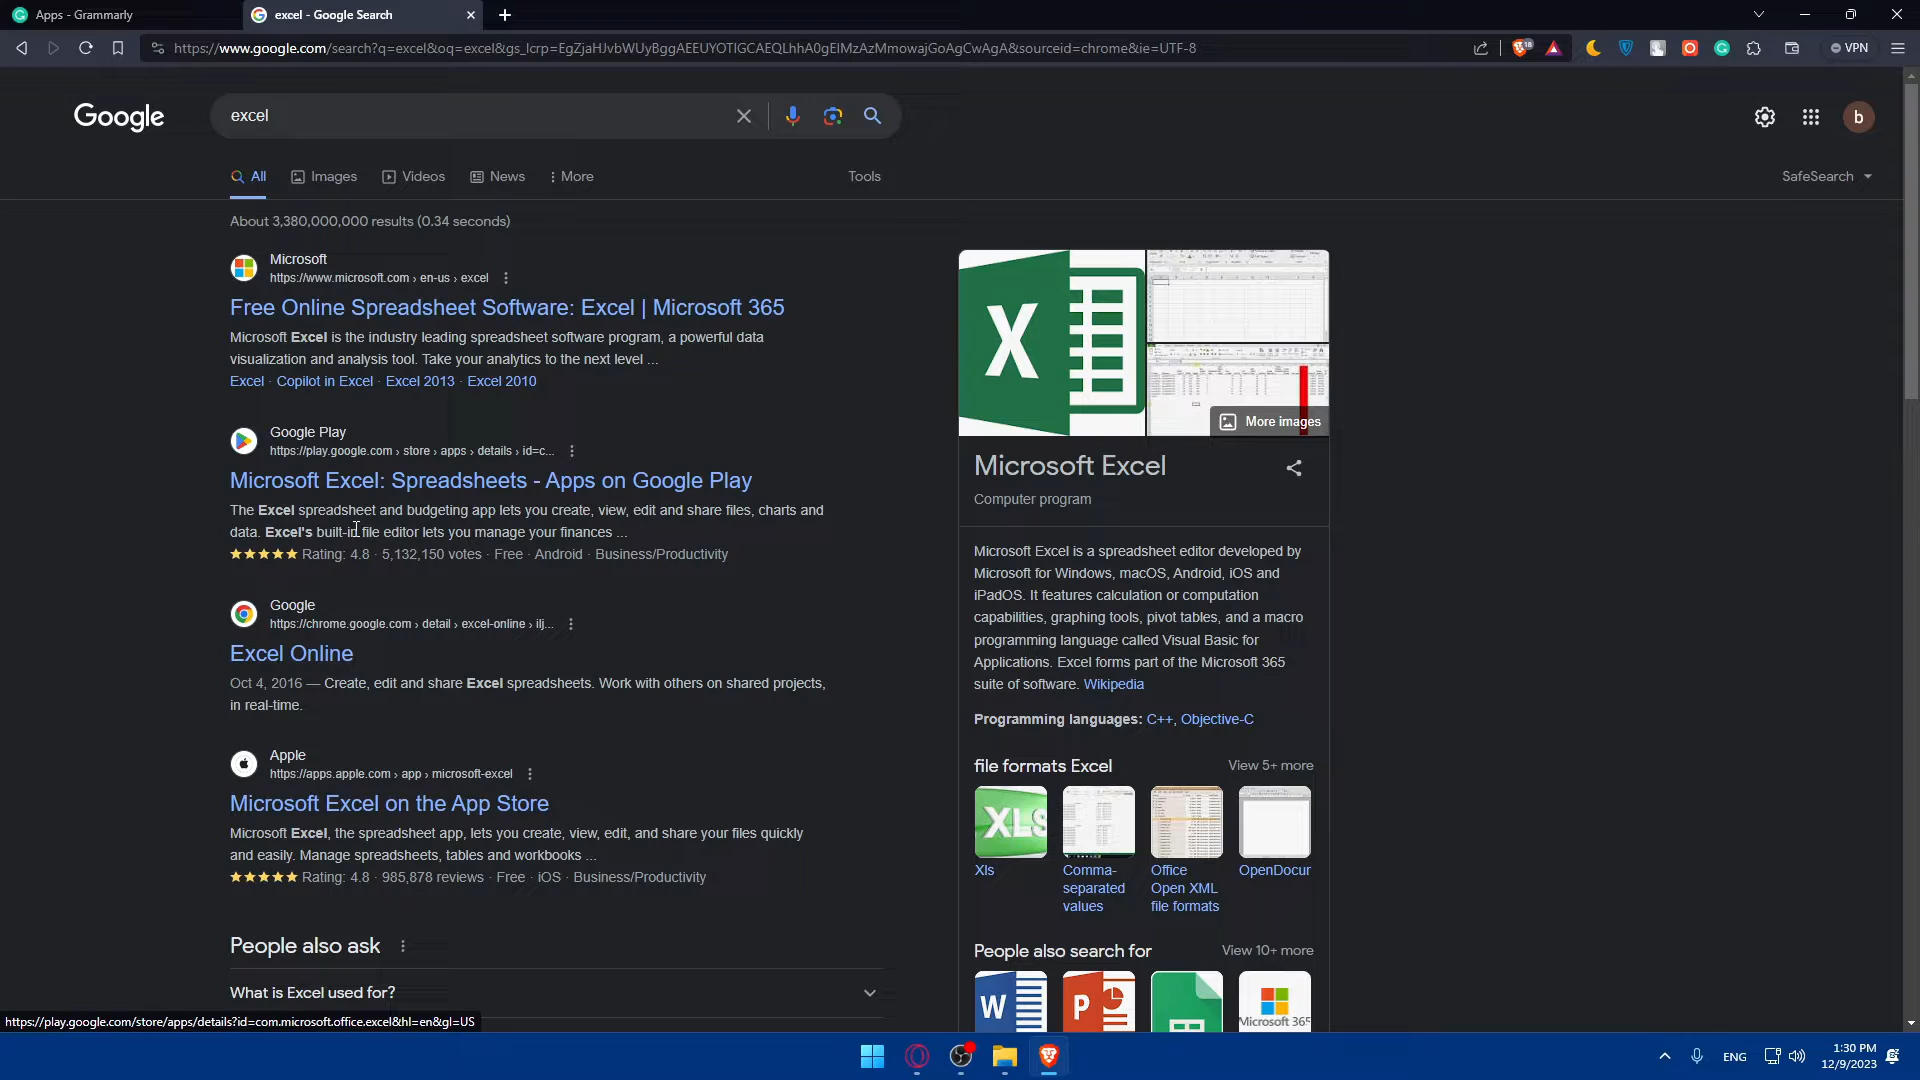 Apps - Grammarly
excel - Google Search
https://www.google.com/search?q=excel&oq=excel&gs_lcrp=EgZjaHJvbWUyBggAEEUYOTIGCAEQLhhA0gEIMzAzMmowajGoAgCwAgA&sourceid=chrome&ie=UTF-8
18
VPN
Google
excel
b
All
Images
Videos
News
More
Tools
SafeSearch
About 3,380,000,000 results (0.34 seconds)
Microsoft
https://www.microsoft.com › en-us › excel
Free Online Spreadsheet Software: Excel | Microsoft 365
Microsoft Excel is the industry leading spreadsheet software program, a powerful data
visualization and analysis tool. Take your analytics to the next level ...
Excel · Copilot in Excel · Excel 2013 · Excel 2010
Google Play
https://play.google.com › store › apps › details › id=c...
Microsoft Excel: Spreadsheets - Apps on Google Play
The Excel spreadsheet and budgeting app lets you create, view, edit and share files, charts and
data. Excel's built-in file editor lets you manage your finances ...
Rating: 4.8 · 5,132,150 votes · Free · Android · Business/Productivity
Google
https://chrome.google.com › detail › excel-online › ilj...
Excel Online
Oct 4, 2016 — Create, edit and share Excel spreadsheets. Work with others on shared projects,
in real-time.
Apple
https://apps.apple.com › app › microsoft-excel
Microsoft Excel on the App Store
Microsoft Excel, the spreadsheet app, lets you create, view, edit, and share your files quickly
and easily. Manage spreadsheets, tables and workbooks ...
Rating: 4.8 · 985,878 reviews · Free · iOS · Business/Productivity
People also ask
What is Excel used for?
X
More images
Microsoft Excel
Computer program
Microsoft Excel is a spreadsheet editor developed by
Microsoft for Windows, macOS, Android, iOS and
iPadOS. It features calculation or computation
capabilities, graphing tools, pivot tables, and a macro
programming language called Visual Basic for
Applications. Excel forms part of the Microsoft 365
suite of software. Wikipedia
Programming languages: C++, Objective-C
file formats Excel
View 5+ more
XLS
Xls
Comma-
separated
values
Office
Open XML
file formats
OpenDocur
People also search for
View 10+ more
W
P
Microsoft 365
https://play.google.com/store/apps/details?id=com.microsoft.office.excel&hl=en&gl=US
ENG
1:30 PM
12/9/2023